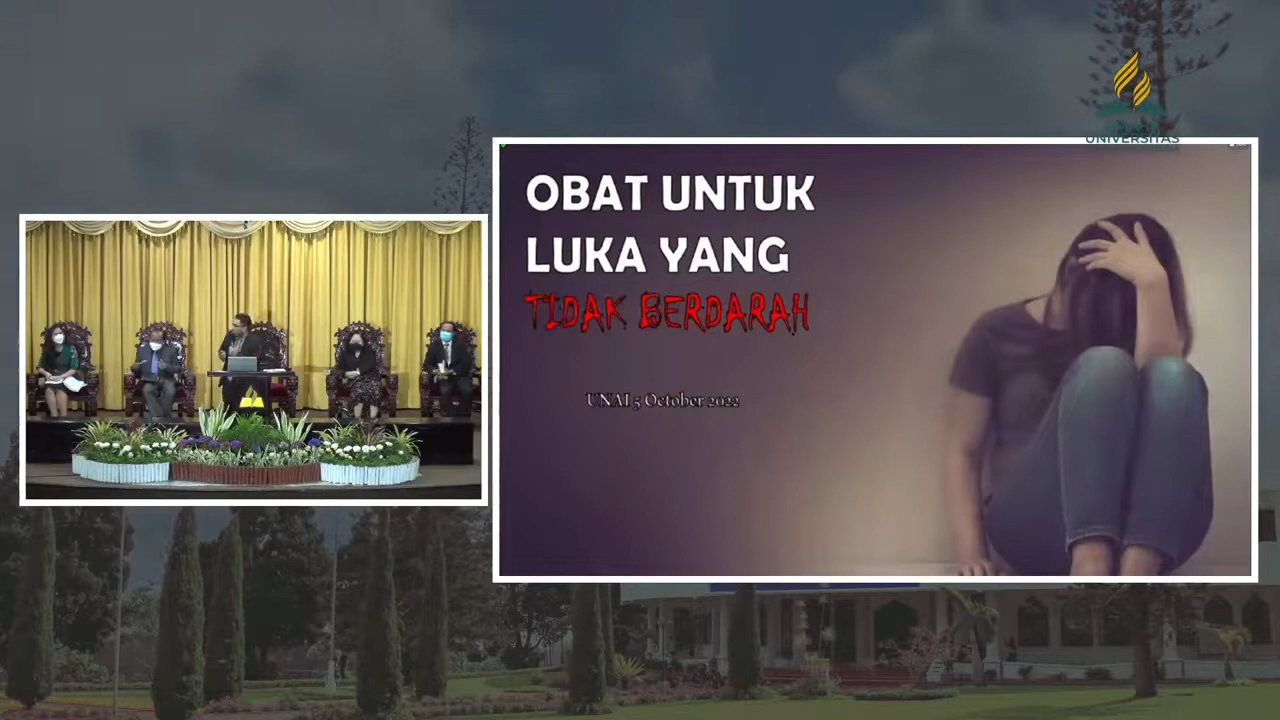 UNIVERSITAS
OBAT UNTUK
LUKA YANG
TIDAK BERDARAH
UNAI 5 October 2022